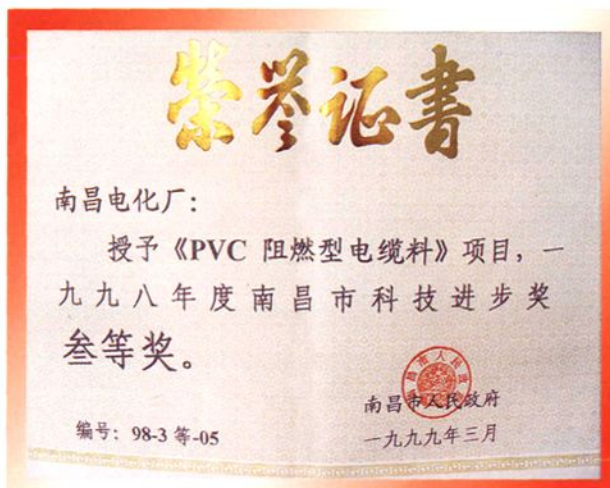 荣誉证書
南昌电化厂：
授予《PVC 阻燃型电缆料》项目，一
九九八年度南昌市科技进步奖
叁等奖。
南昌市人民政府
编号：98-3 等-05
一九九九年三月